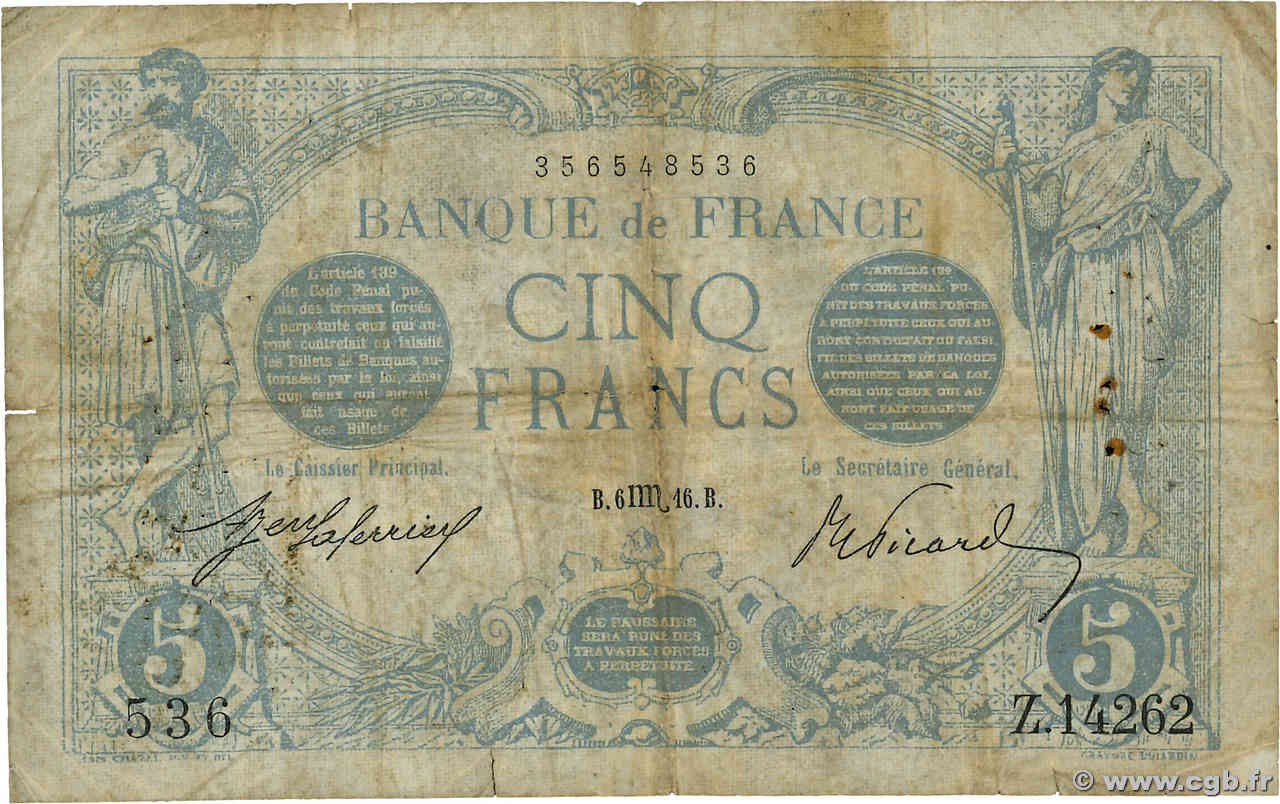 356548536
BANQUE de FRANCE
CINQ
FRANCS
L'article 139
du Code Pénal pu-
nit des travaux forcés
à perpétuité ceux qui au-
ront contrefait ou falsifié
les Billets de Banques au-
torisées par la loi, ainsi
que ceux qui auront
fait usage de
ces Billets
L'ARTICLE 139
DU CODE PÉNAL PU-
NIT DES TRAVAUX FORCÉS
À PERPÉTUITÉ CEUX QUI AU-
RONT CONTREFAIT OU FALSI-
FIÉ DES BILLETS DE BANQUES
AUTORISÉES PAR LA LOI,
AINSI QUE CEUX QUI AU-
RONT FAIT USAGE DE
CES BILLETS
Le Caissier Principal.
Le Secrétaire Général.
B. 6 16. B.
Picard
LE FAUSSAIRE
SERA PUNI DES
TRAVAUX FORCÉS
À PERPÉTUITÉ
5
5
536
Z.14262
DUJARDIN
© www.cgb.fr